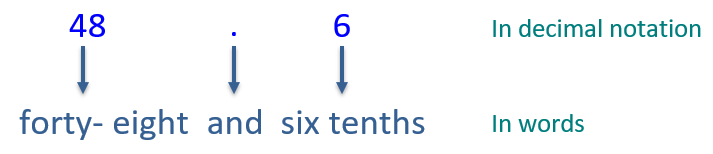 48 . 6 In decimal notation
forty- eight and six tenths In words